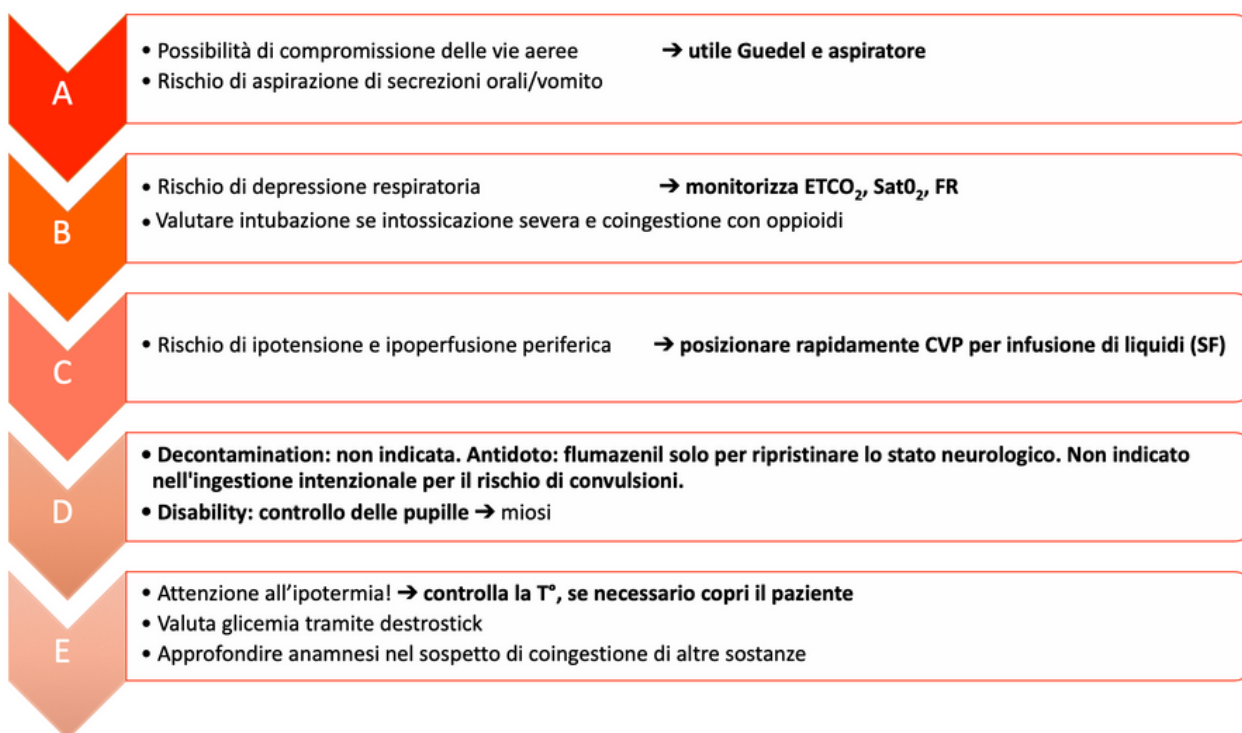 A
• Possibilità di compromissione delle vie aeree ➔ utile Guedel e aspiratore
• Rischio di aspirazione di secrezioni orali/vomito
B
• Rischio di depressione respiratoria ➔ monitorizza ETCO₂, Sat0₂, FR
• Valutare intubazione se intossicazione severa e coingestione con oppioidi
C
• Rischio di ipotensione e ipoperfusione periferica ➔ posizionare rapidamente CVP per infusione di liquidi (SF)
D
• Decontamination: non indicata. Antidoto: flumazenil solo per ripristinare lo stato neurologico. Non indicato
nell'ingestione intenzionale per il rischio di convulsioni.
• Disability: controllo delle pupille ➔ miosi
E
• Attenzione all’ipotermia! ➔ controlla la T°, se necessario copri il paziente
• Valuta glicemia tramite destrostick
• Approfondire anamnesi nel sospetto di coingestione di altre sostanze